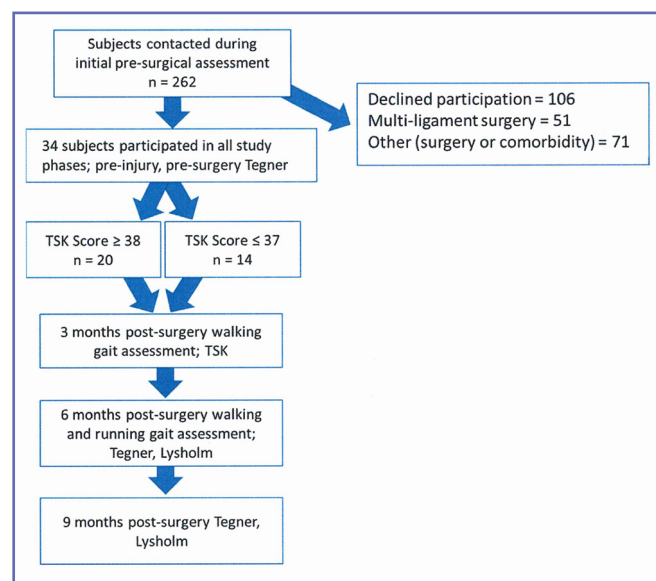 Subjects contacted during
initial pre-surgical assessment
n = 262
Declined participation = 106
Multi-ligament surgery = 51
Other (surgery or comorbidity) = 71
34 subjects participated in all study
phases; pre-injury, pre-surgery Tegner
TSK Score ≥ 38
n = 20
TSK Score ≤ 37
n = 14
3 months post-surgery walking
gait assessment; TSK
6 months post-surgery walking
and running gait assessment;
Tegner, Lysholm
9 months post-surgery Tegner,
Lysholm